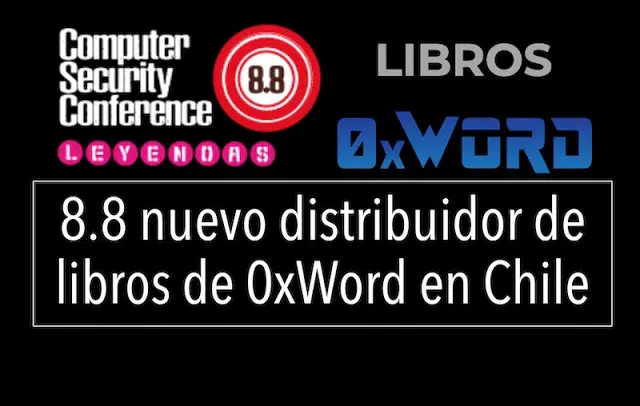 Computer
Security
Conference
8.8
LEYENDAS
LIBROS
0xWORD
8.8 nuevo distribuidor de
libros de 0xWord en Chile